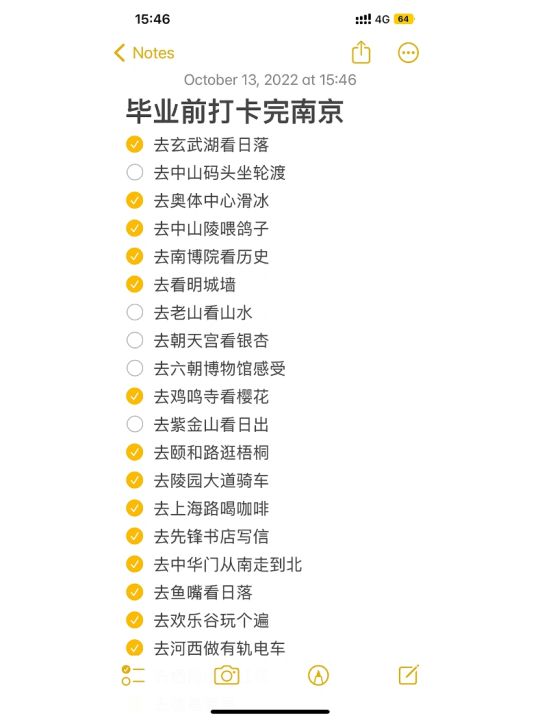 15:46
4G 64
Notes
October 13, 2022 at 15:46
毕业前打卡完南京
去玄武湖看日落
去中山码头坐轮渡
去奥体中心滑冰
去中山陵喂鸽子
去南博院看历史
去看明城墙
去老山看山水
去朝天宫看银杏
去六朝博物馆感受
去鸡鸣寺看樱花
去紫金山看日出
去颐和路逛梧桐
去陵园大道骑车
去上海路喝咖啡
去先锋书店写信
去中华门从南走到北
去鱼嘴看日落
去欢乐谷玩个遍
去河西做有轨电车